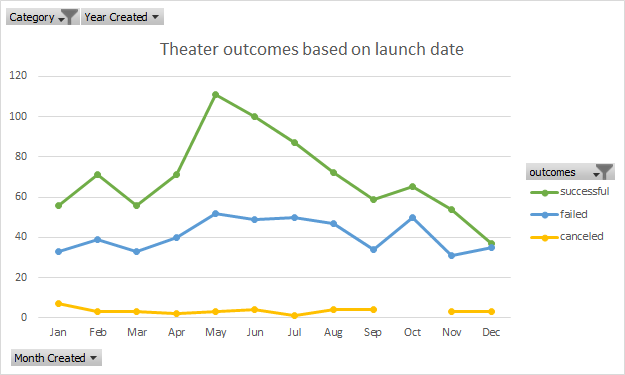 Category Year Created
Theater outcomes based on launch date
120
100
80
60
40
20
0
Jan Feb Mar Apr May Jun Jul Aug Sep Oct Nov Dec
outcomes
successful
failed
canceled
Month Created